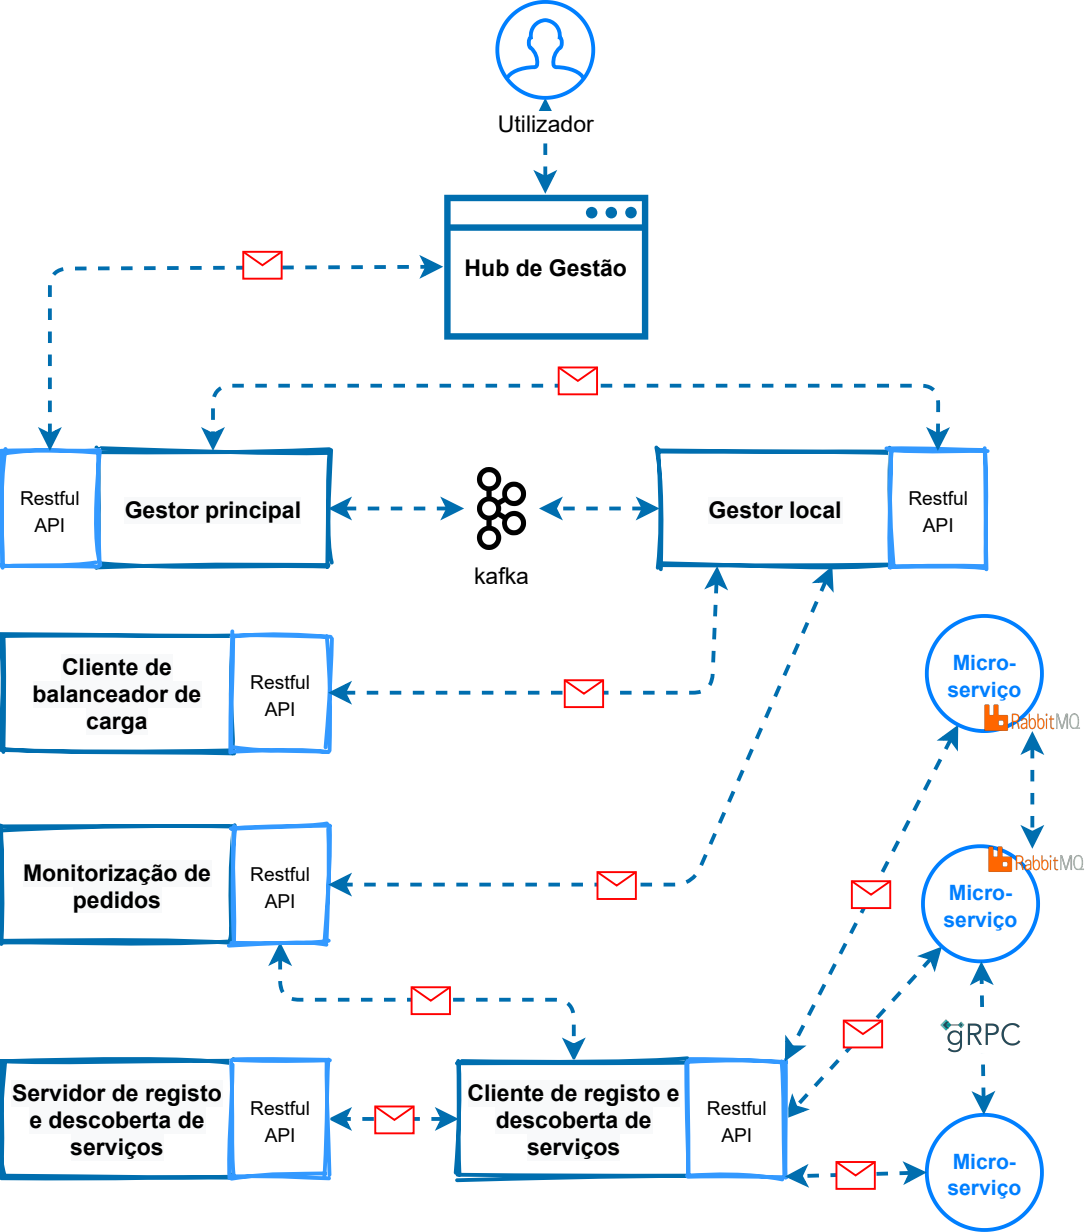 Utilizador
Hub de Gestão
Restful
API
Gestor principal
kafka
Gestor local
Restful
API
Cliente de
balanceador de
carga
Restful
API
Micro-
serviço
RabbitMQ
Monitorização de
pedidos
Restful
API
RabbitMQ
Micro-
serviço
gRPC
Servidor de registo
e descoberta de
serviços
Restful
API
Cliente de registo e
descoberta de
serviços
Restful
API
Micro-
serviço